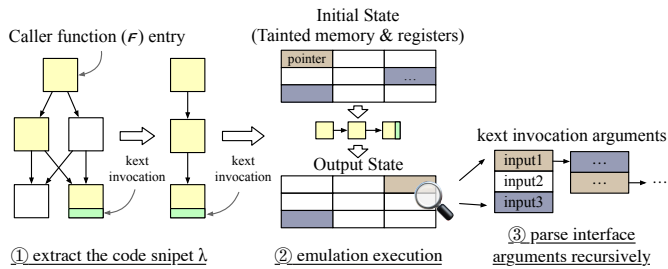 Caller function (F) entry
kext
invocation
kext
invocation
① extract the code snipet λ
Initial State
(Tainted memory & registers)
pointer
...
Output State
② emulation execution
kext invocation arguments
input1
input2
input3
...
...
...
③ parse interface
arguments recursively